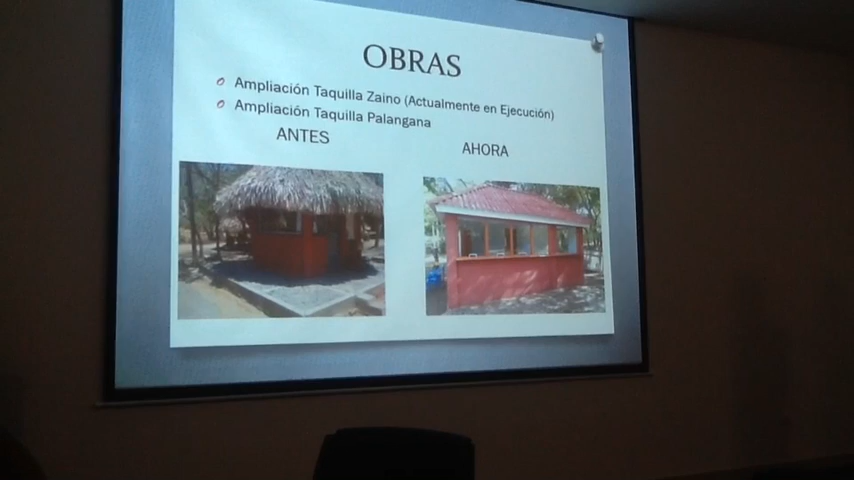 OBRAS
Ampliación Taquilla Zaino (Actualmente en Ejecución)
Ampliación Taquilla Palangana
ANTES
AHORA